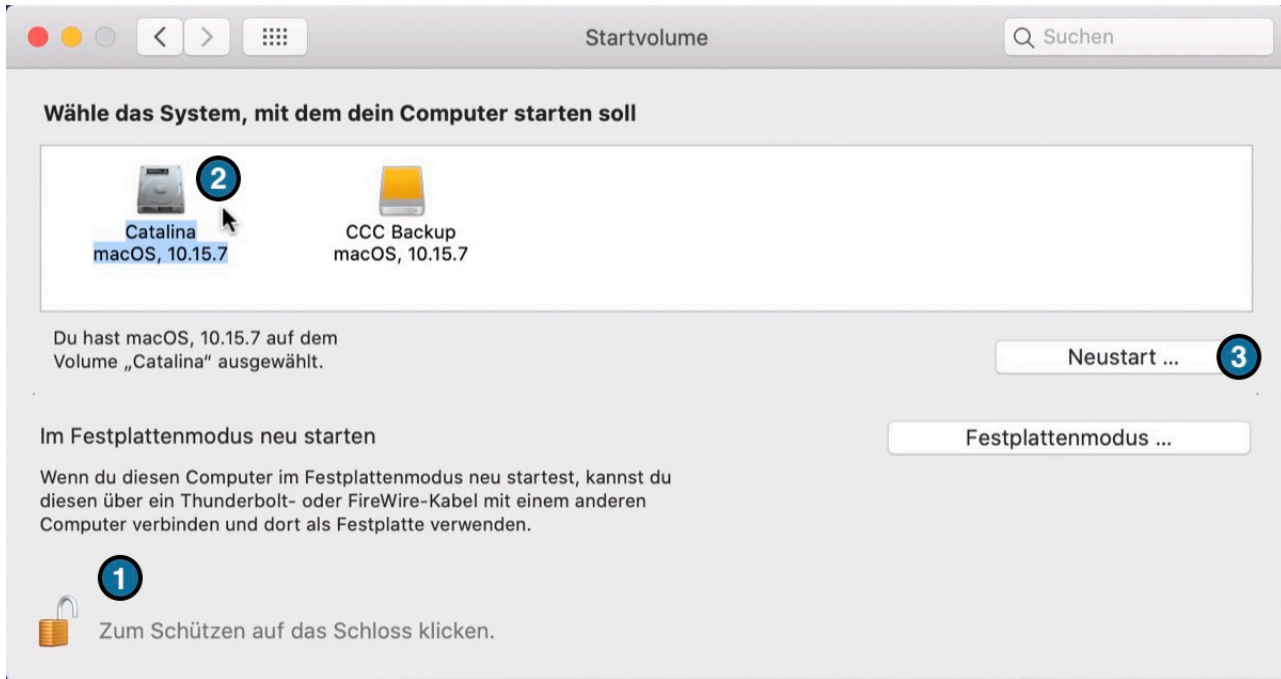 Startvolume
Suchen
Wähle das System, mit dem dein Computer starten soll
2
Catalina
macOS, 10.15.7
CCC Backup
macOS, 10.15.7
Du hast macOS, 10.15.7 auf dem
Volume „Catalina“ ausgewählt.
Neustart ...
3
Im Festplattenmodus neu starten
Festplattenmodus ...
Wenn du diesen Computer im Festplattenmodus neu startest, kannst du
diesen über ein Thunderbolt- oder FireWire-Kabel mit einem anderen
Computer verbinden und dort als Festplatte verwenden.
1
Zum Schützen auf das Schloss klicken.